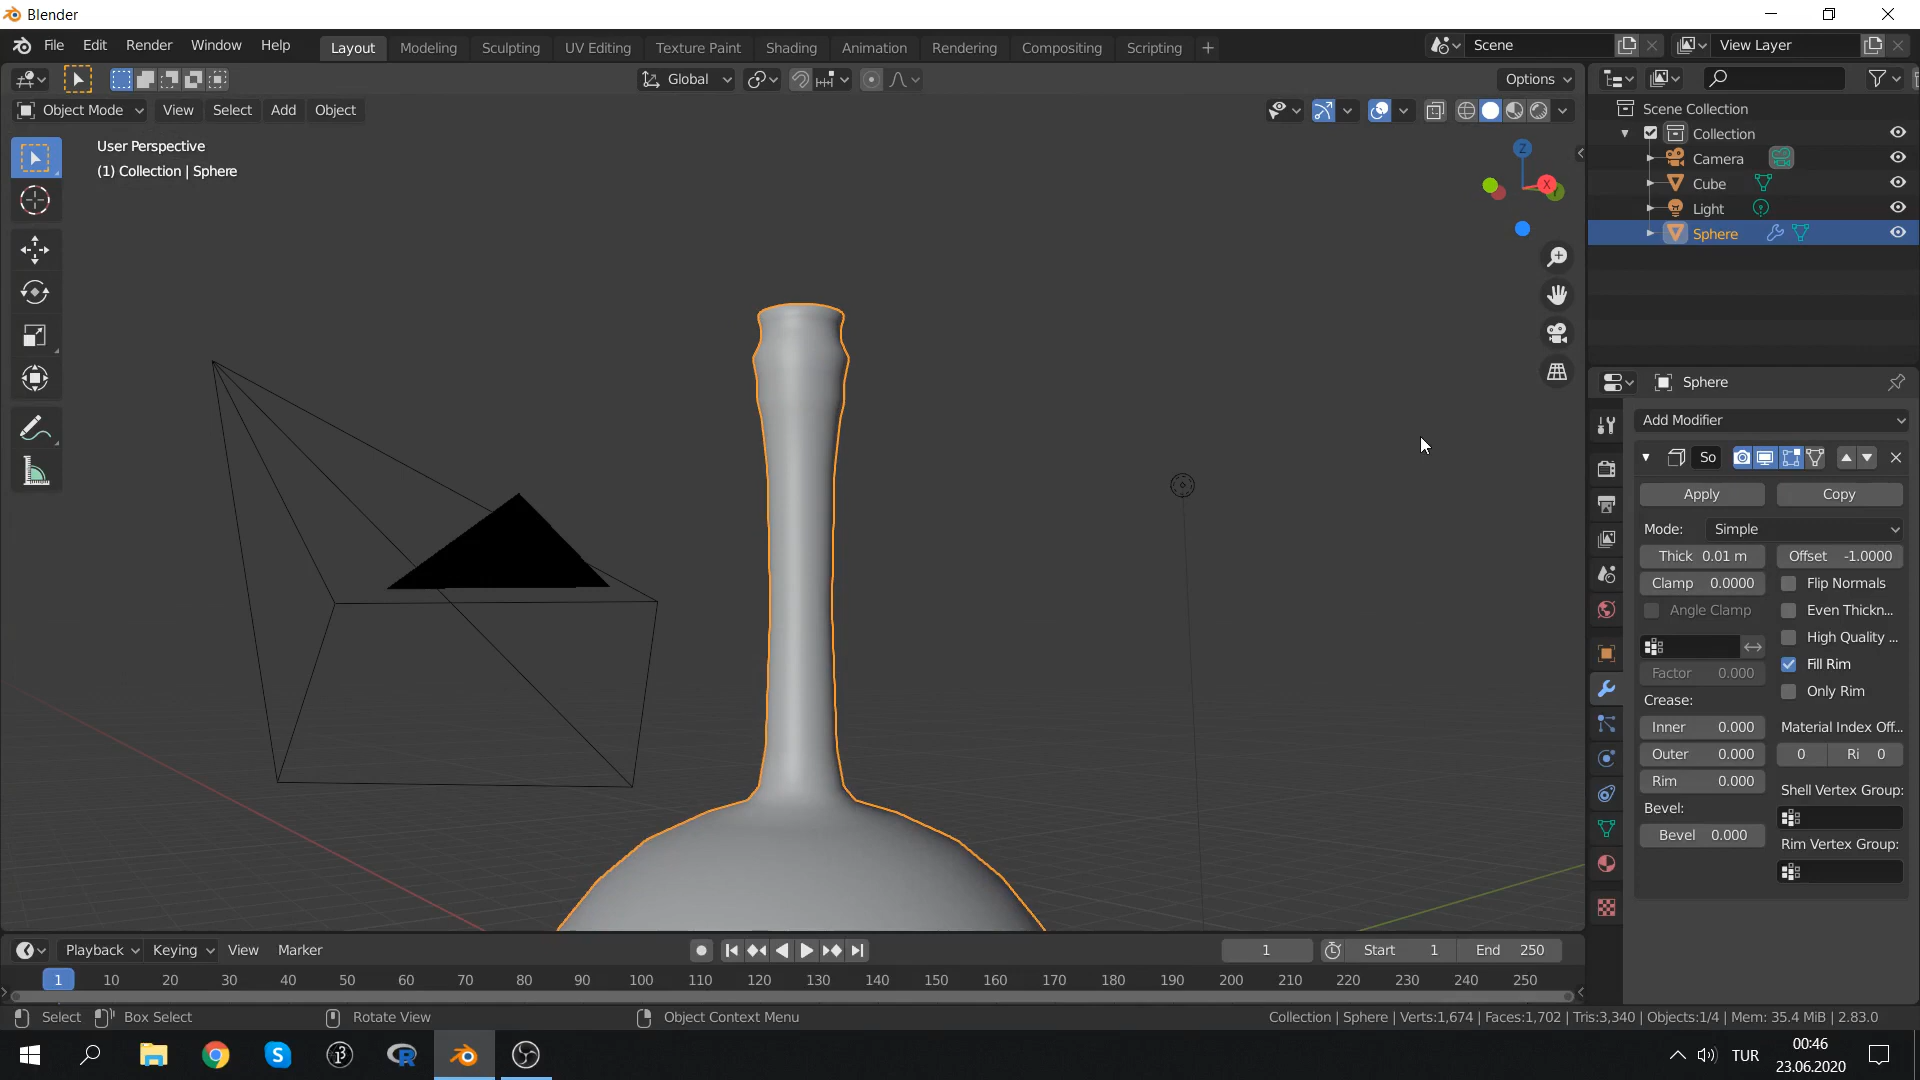 Blender
File Edit Render Window Help
Layout Modeling Sculpting UV Editing Texture Paint Shading Animation Rendering Compositing Scripting +
Scene
View Layer
Global
Options
Object Mode View Select Add Object
User Perspective
(1) Collection | Sphere
Z
X
Y
Scene Collection
Collection
Camera
Cube
Light
Sphere
Sphere
Add Modifier
So
Apply Copy
Mode: Simple
Thick 0.01 m Offset -1.0000
Clamp 0.0000 Flip Normals
Angle Clamp Even Thickn...
High Quality ...
Fill Rim
Factor 0.000
Only Rim
Crease:
Inner 0.000 Material Index Off...
Outer 0.000 0 Ri 0
Rim 0.000
Shell Vertex Group:
Bevel:
Bevel 0.000
Rim Vertex Group:
Playback Keying View Marker
1 Start 1 End 250
1 10 20 30 40 50 60 70 80 90 100 110 120 130 140 150 160 170 180 190 200 210 220 230 240 250
Select Box Select Rotate View Object Context Menu
Collection | Sphere | Verts:1,674 | Faces:1,702 | Tris:3,340 | Objects:1/4 | Mem: 35.4 MiB | 2.83.0
TUR
00:46
23.06.2020